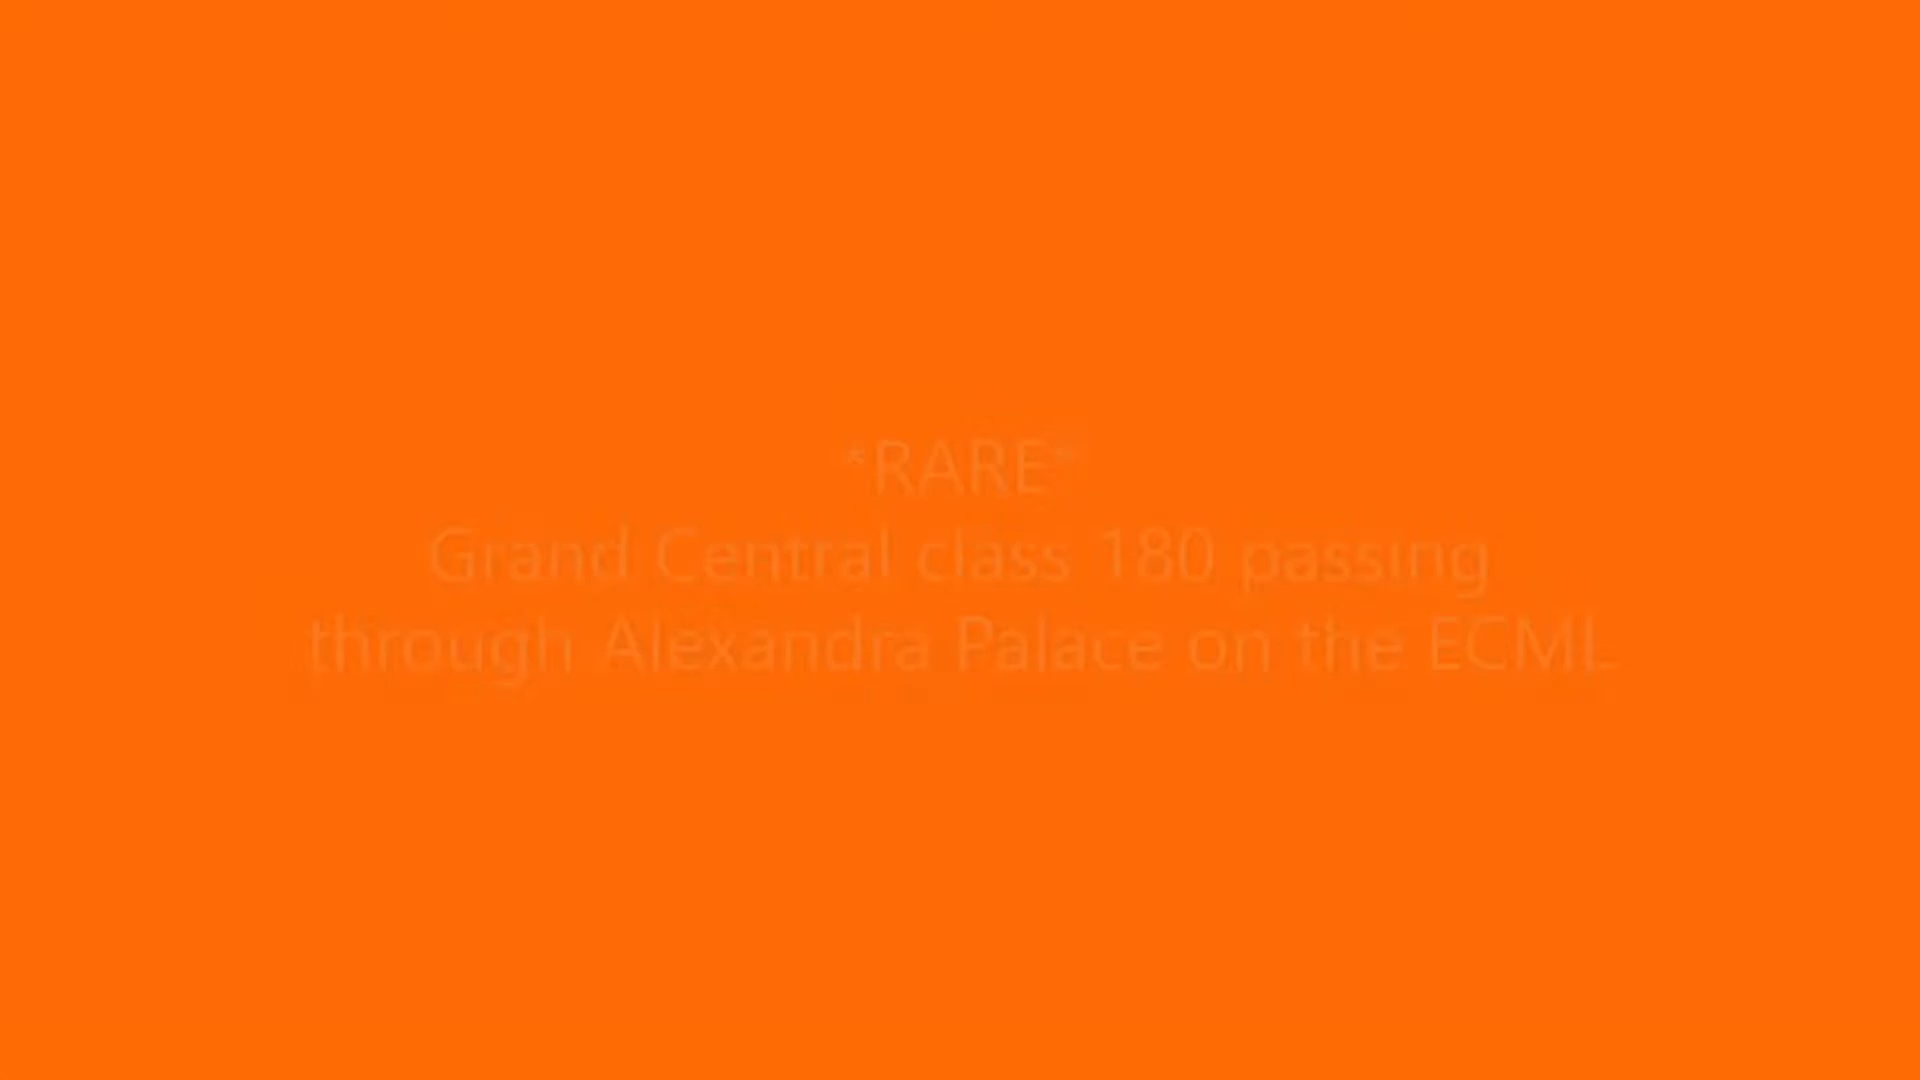 *RARE*
Grand Central class 180 passing
through Alexandra Palace on the ECML